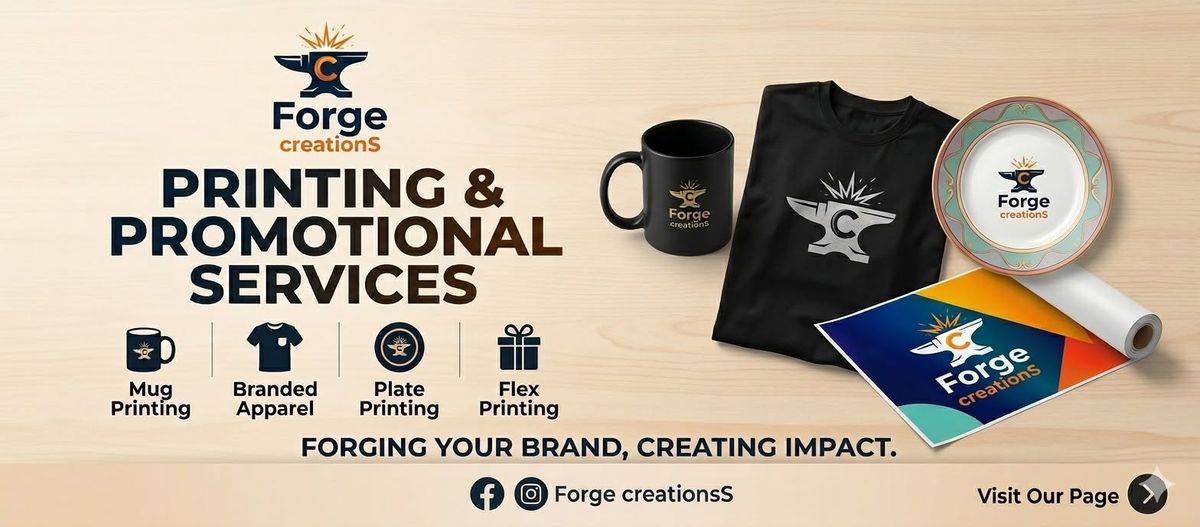 C
Forge
creationS
PRINTING &
PROMOTIONAL
SERVICES
Mug
Printing
Branded
Apparel
Plate
Printing
Flex
Printing
C
Forge
creationS
C
C
Forge
creationS
C
Forge
creationS
FORGING YOUR BRAND, CREATING IMPACT.
Forge creationsS
Visit Our Page